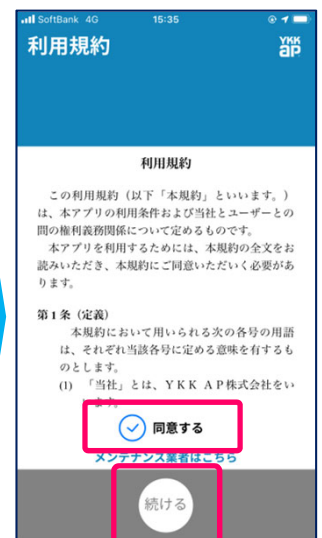 SoftBank 4G 15:35
利用規約
YKK
ap
利用規約
この利用規約（以下「本規約」といいます。）
は、本アプリの利用条件および当社とユーザーとの
間の権利義務関係について定めるものです。
本アプリを利用するためには、本規約の全文をお
読みいただき、本規約にご同意いただいく必要があ
ります。
第1条（定義）
本規約において用いられる次の各号の用語
は、それぞれ当該各号に定める意味を有するも
のとします。
(1) 「当社」とは、ＹＫＫ ＡＰ株式会社をい
います。
同意する
メンテナンス業者はこちら
続ける